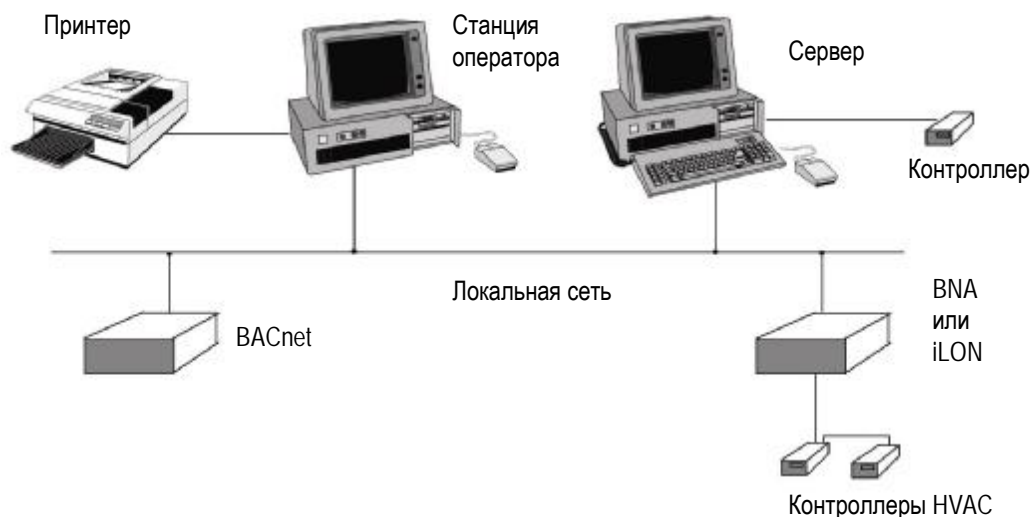 Принтер
Станция
оператора
Сервер
Контроллер
Локальная сеть
BACnet
BNA
или
iLON
Контроллеры HVAC